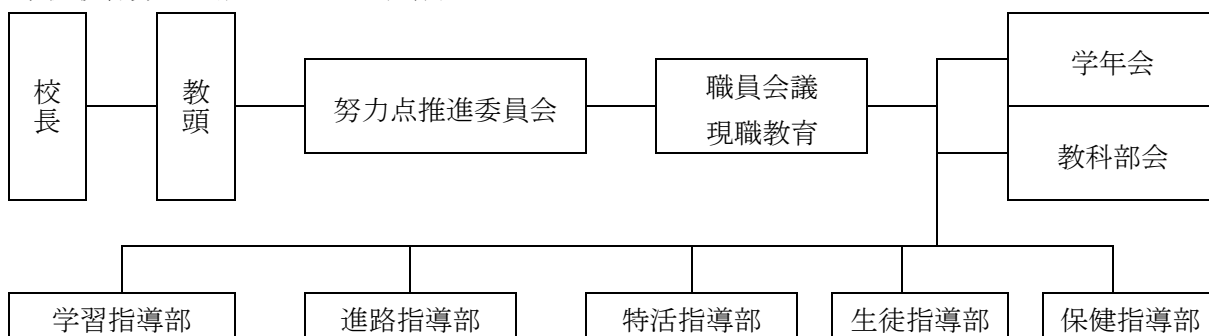 校長
教頭
努力点推進委員会
職員会議
現職教育
学年会
教科部会
学習指導部
進路指導部
特活指導部
生徒指導部
保健指導部